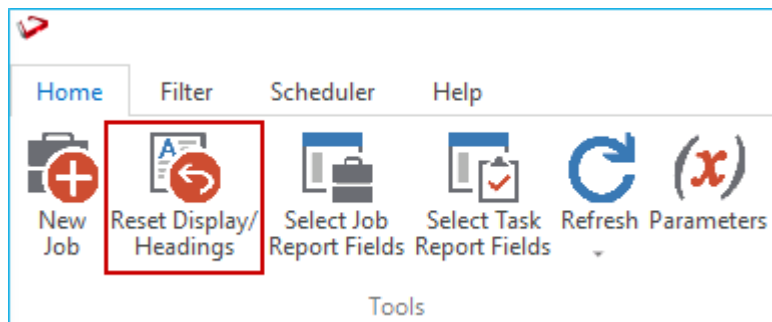 Home Filter Scheduler Help
A
(x)
New Reset Display/ Select Job Select Task Refresh Parameters
Job Headings Report Fields Report Fields
Tools